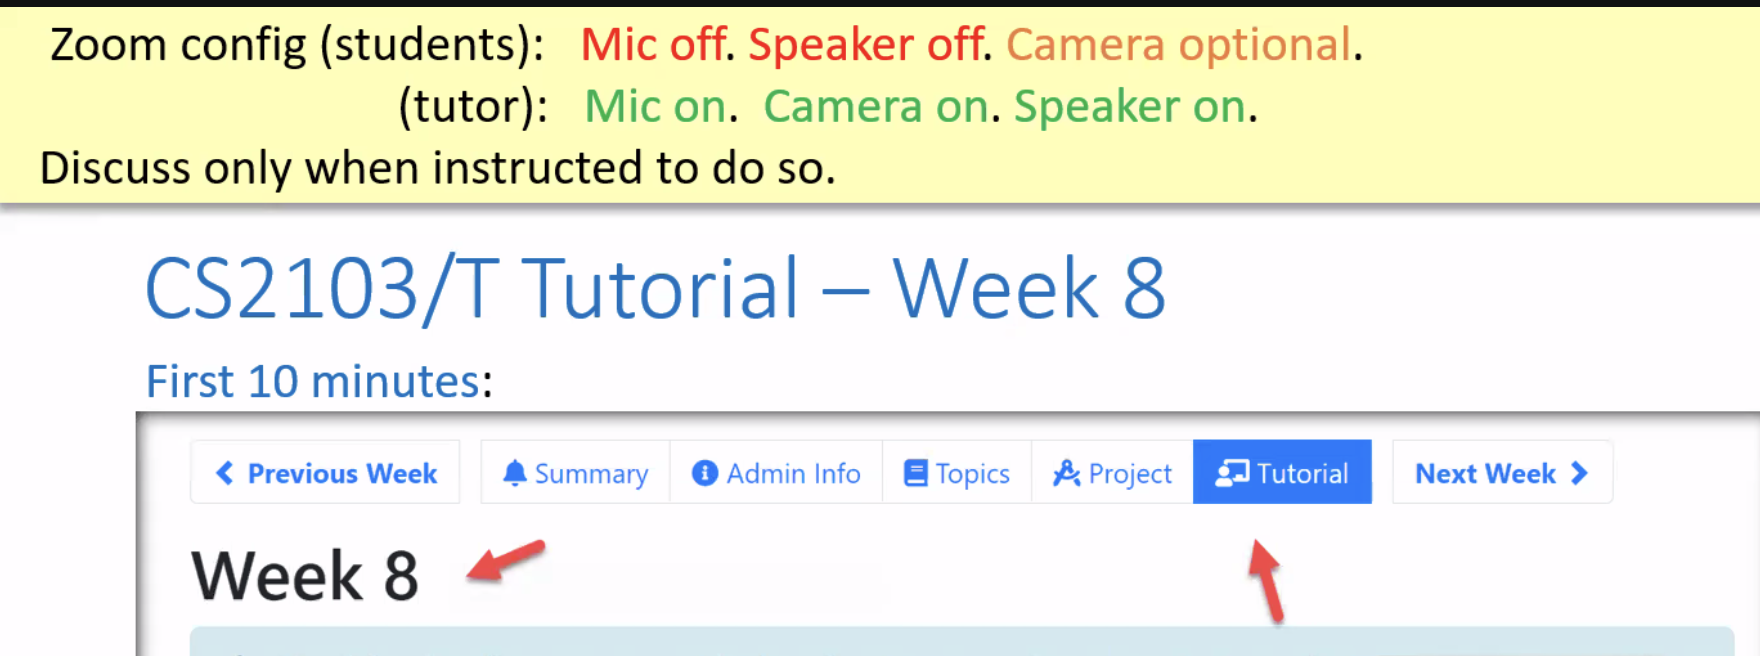 Zoom config (students): Mic off. Speaker off. Camera optional.
(tutor): Mic on. Camera on. Speaker on.
Discuss only when instructed to do so.
CS2103/T Tutorial – Week 8
First 10 minutes:
Previous Week Summary Admin Info Topics Project Tutorial Next Week
Week 8